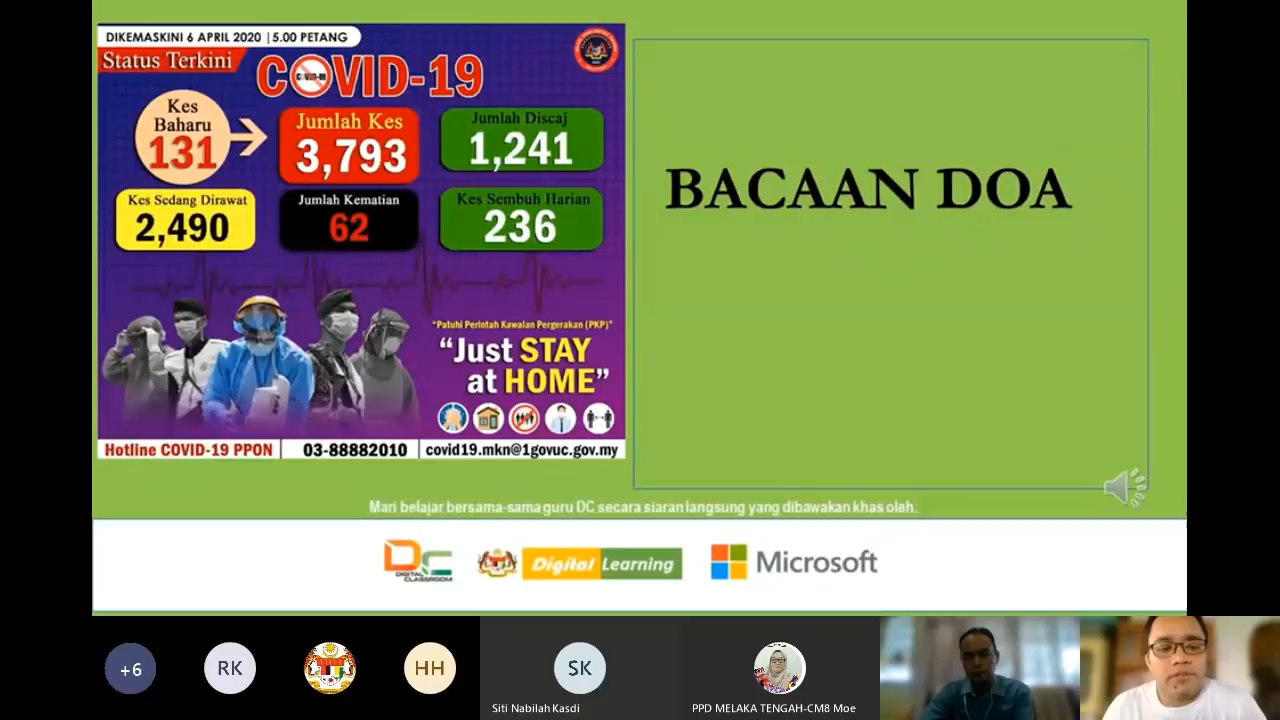 DIKEMASKINI 6 APRIL 2020 | 5.00 PETANG
Status Terkini
COVID-19
Kes
Baharu
131
Jumlah Kes
3,793
Jumlah Discaj
1,241
Kes Sedang Dirawat
2,490
Jumlah Kematian
62
Kes Sembuh Harian
236
"Patuhi Perintah Kawalan Pergerakan (PKP)"
"Just STAY
at HOME"
Hotline COVID-19 PPON
03-88882010
covid19.mkn@1govuc.gov.my
BACAAN DOA
Mari belajar bersama-sama guru DC secara siaran langsung yang dibawakan khas oleh:
DC
DIGITAL
CLASSROOM
Digital Learning
Microsoft
+6
RK
HH
SK
Siti Nabilah Kasdi
PPD MELAKA TENGAH-CM8 Moe